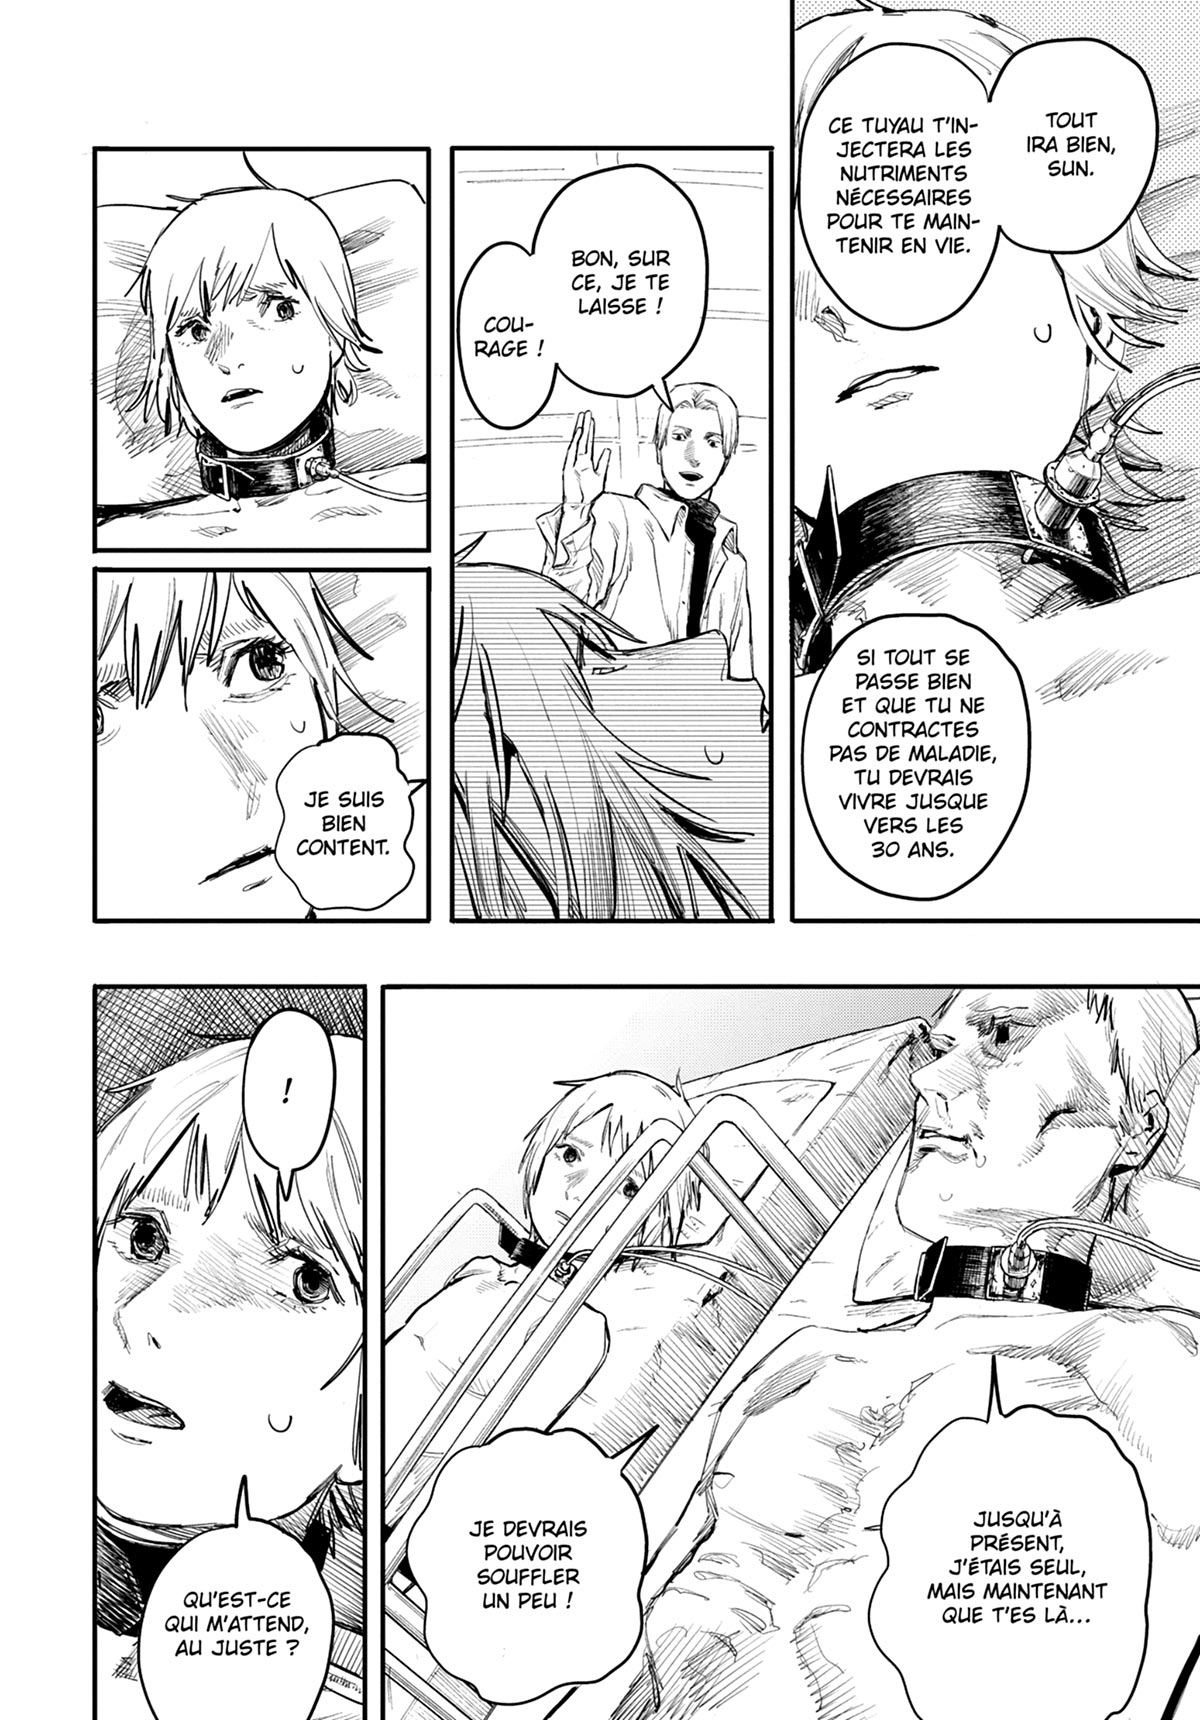 TOUT
IRA BIEN,
SUN.
CE TUYAU T'IN-
JECTERA LES
NUTRIMENTS
NÉCESSAIRES
POUR TE MAIN-
TENIR EN VIE.
SI TOUT SE
PASSE BIEN
ET QUE TU NE
CONTRACTES
PAS DE MALADIE,
TU DEVRAIS
VIVRE JUSQUE
VERS LES
30 ANS.
BON, SUR
CE, JE TE
LAISSE !
COU-
RAGE !
JE SUIS
BIEN
CONTENT.
JUSQU'À
PRÉSENT,
J'ÉTAIS SEUL,
MAIS MAINTENANT
QUE T'ES LÀ...
JE DEVRAIS
POUVOIR
SOUFFLER
UN PEU !
!
QU'EST-CE
QUI M'ATTEND,
AU JUSTE ?